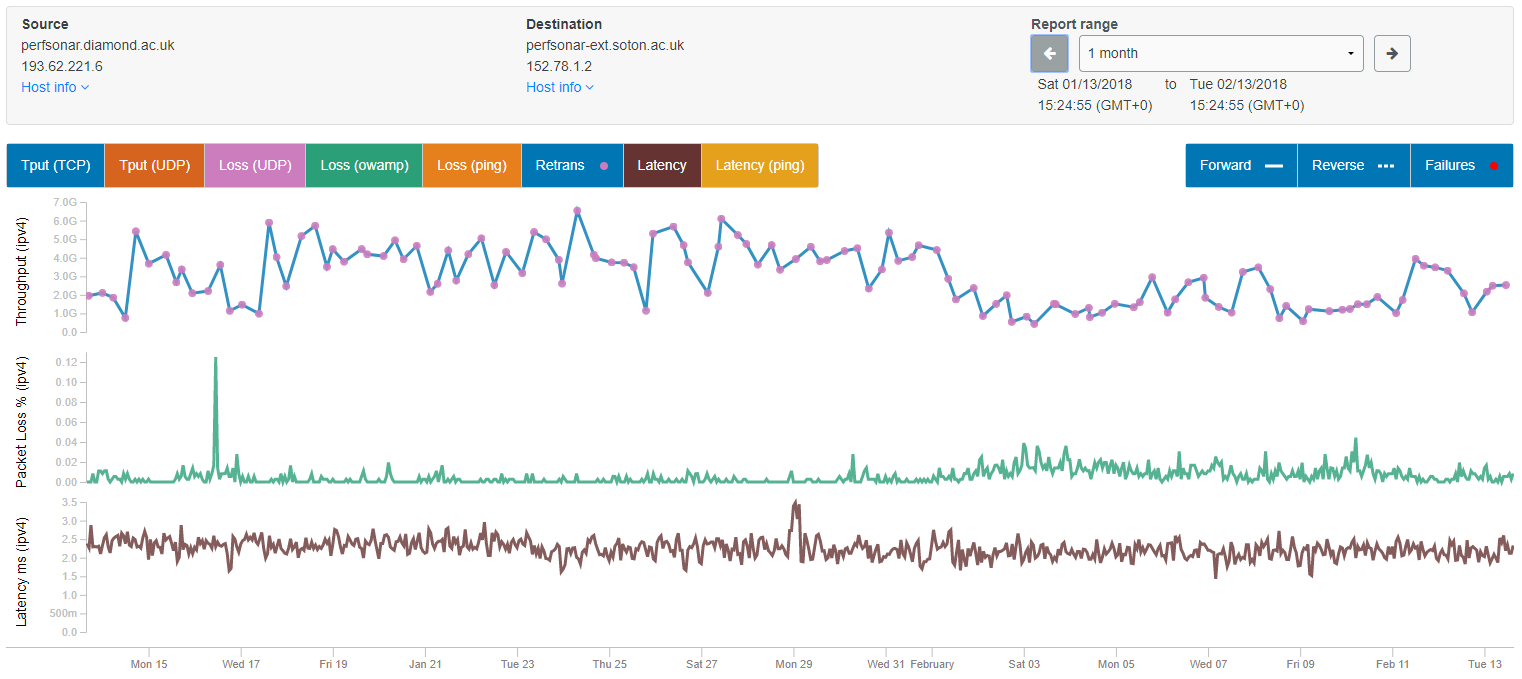 Source
perfsonar.diamond.ac.uk
193.62.221.6
Host info
Destination
perfsonar-ext.soton.ac.uk
152.78.1.2
Host info
Report range
1 month
Sat 01/13/2018 to Tue 02/13/2018
15:24:55 (GMT+0) 15:24:55 (GMT+0)
Tput (TCP) Tput (UDP) Loss (UDP) Loss (owamp) Loss (ping) Retrans Latency Latency (ping) Forward Reverse Failures
Throughput (ipv4)
7.0G
6.0G
5.0G
4.0G
3.0G
2.0G
1.0G
0.0
Packet Loss % (ipv4)
0.12
0.10
0.08
0.06
0.04
0.02
0.00
Latency ms (ipv4)
3.5
3.0
2.5
2.0
1.5
1.0
500m
0.0
Mon 15 Wed 17 Fri 19 Jan 21 Tue 23 Thu 25 Sat 27 Mon 29 Wed 31 February Sat 03 Mon 05 Wed 07 Fri 09 Feb 11 Tue 13